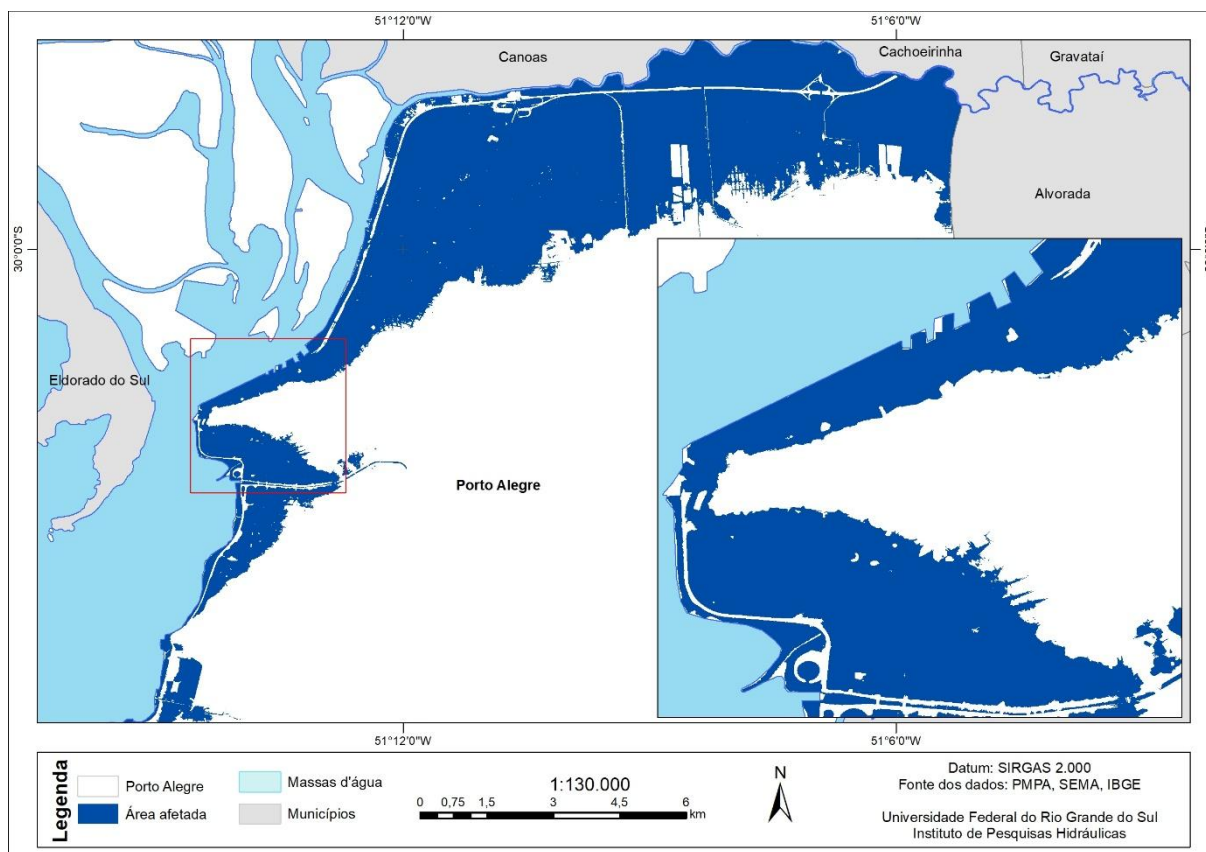 51°12'0"W
51°6'0"W
Canoas
Cachoeirinha
Gravataí
Alvorada
30°0'0"S
Eldorado do Sul
Porto Alegre
51°12'0"W
51°6'0"W
Legenda
Porto Alegre
Área afetada
Massas d'água
Municípios
1:130.000
0 0,75 1,5 3 4,5 6
km
N
Datum: SIRGAS 2.000
Fonte dos dados: PMPA, SEMA, IBGE
Universidade Federal do Rio Grande do Sul
Instituto de Pesquisas Hidráulicas